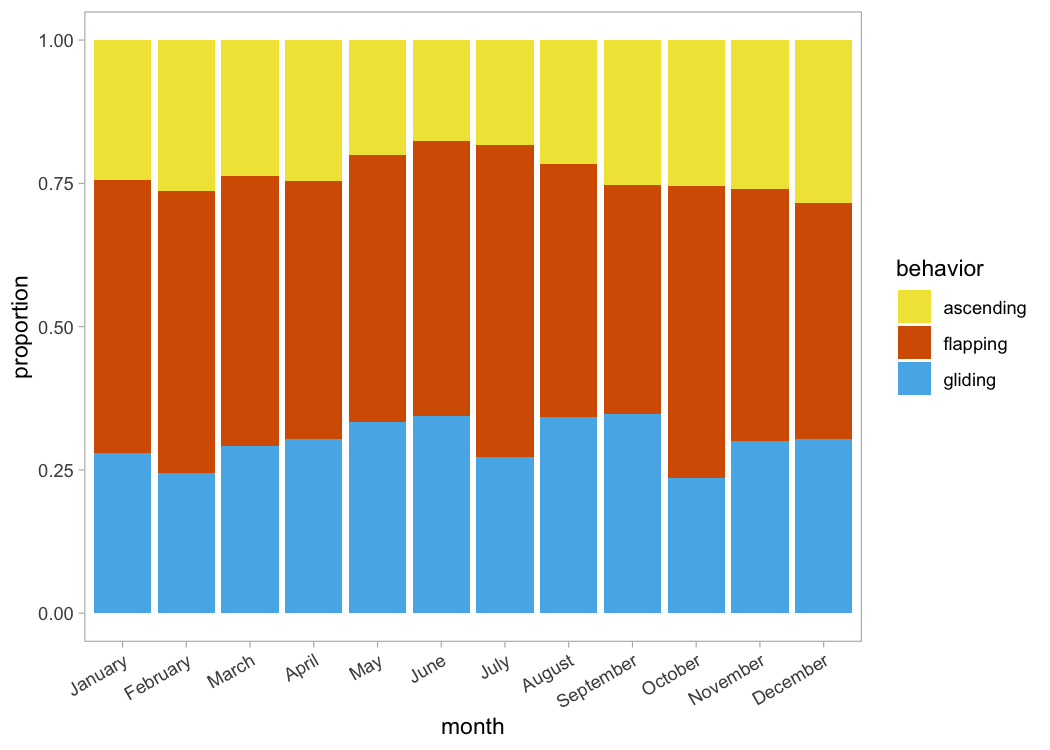 1.00
0.75
0.50
0.25
0.00
proportion
January
February
March
April
May
June
July
August
September
October
November
December
month
behavior
ascending
flapping
gliding